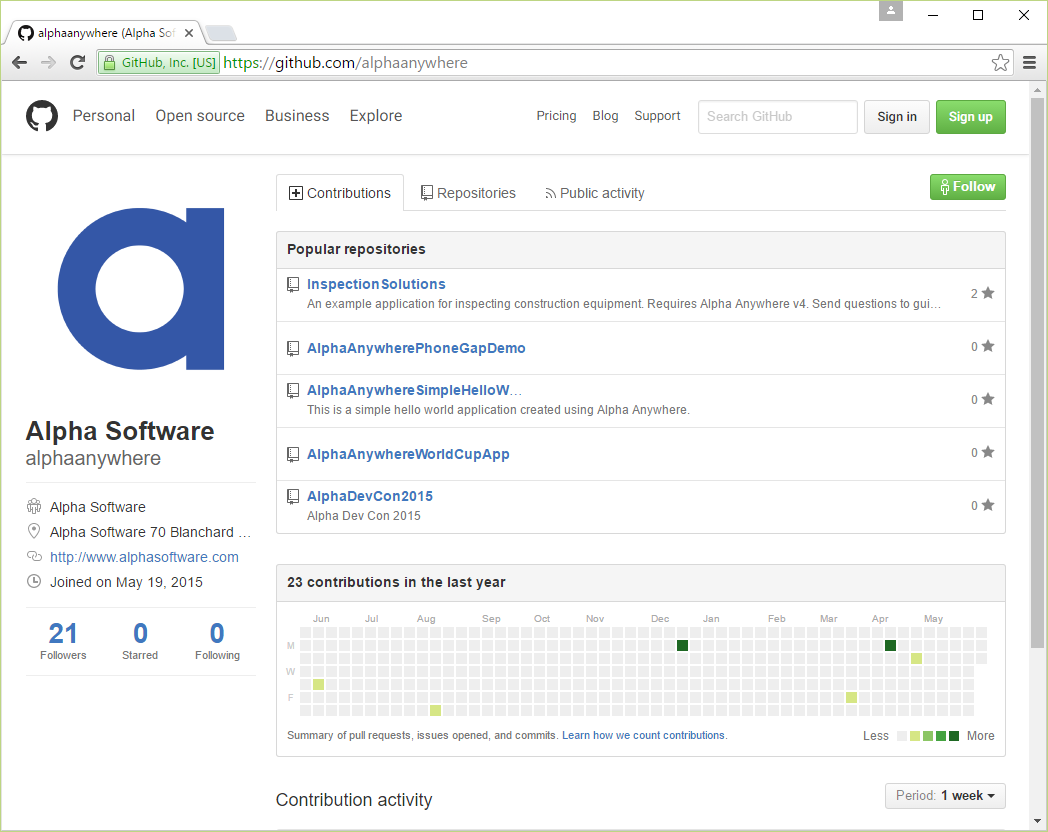 alphaanywhere (Alpha Sof
GitHub, Inc. [US] https://github.com/alphaanywhere
Personal Open source Business Explore Pricing Blog Support Search GitHub Sign in Sign up
Contributions Repositories Public activity Follow
Popular repositories
InspectionSolutions
An example application for inspecting construction equipment. Requires Alpha Anywhere v4. Send questions to gui… 2
AlphaAnywherePhoneGapDemo 0
AlphaAnywhereSimpleHelloW…
This is a simple hello world application created using Alpha Anywhere. 0
AlphaAnywhereWorldCupApp 0
AlphaDevCon2015
Alpha Dev Con 2015 0
Alpha Software
alphaanywhere
Alpha Software
Alpha Software 70 Blanchard …
http://www.alphasoftware.com
Joined on May 19, 2015
21 0 0
Followers Starred Following
23 contributions in the last year
Jun Jul Aug Sep Oct Nov Dec Jan Feb Mar Apr May
M
W
F
Summary of pull requests, issues opened, and commits. Learn how we count contributions. Less More
Contribution activity Period: 1 week